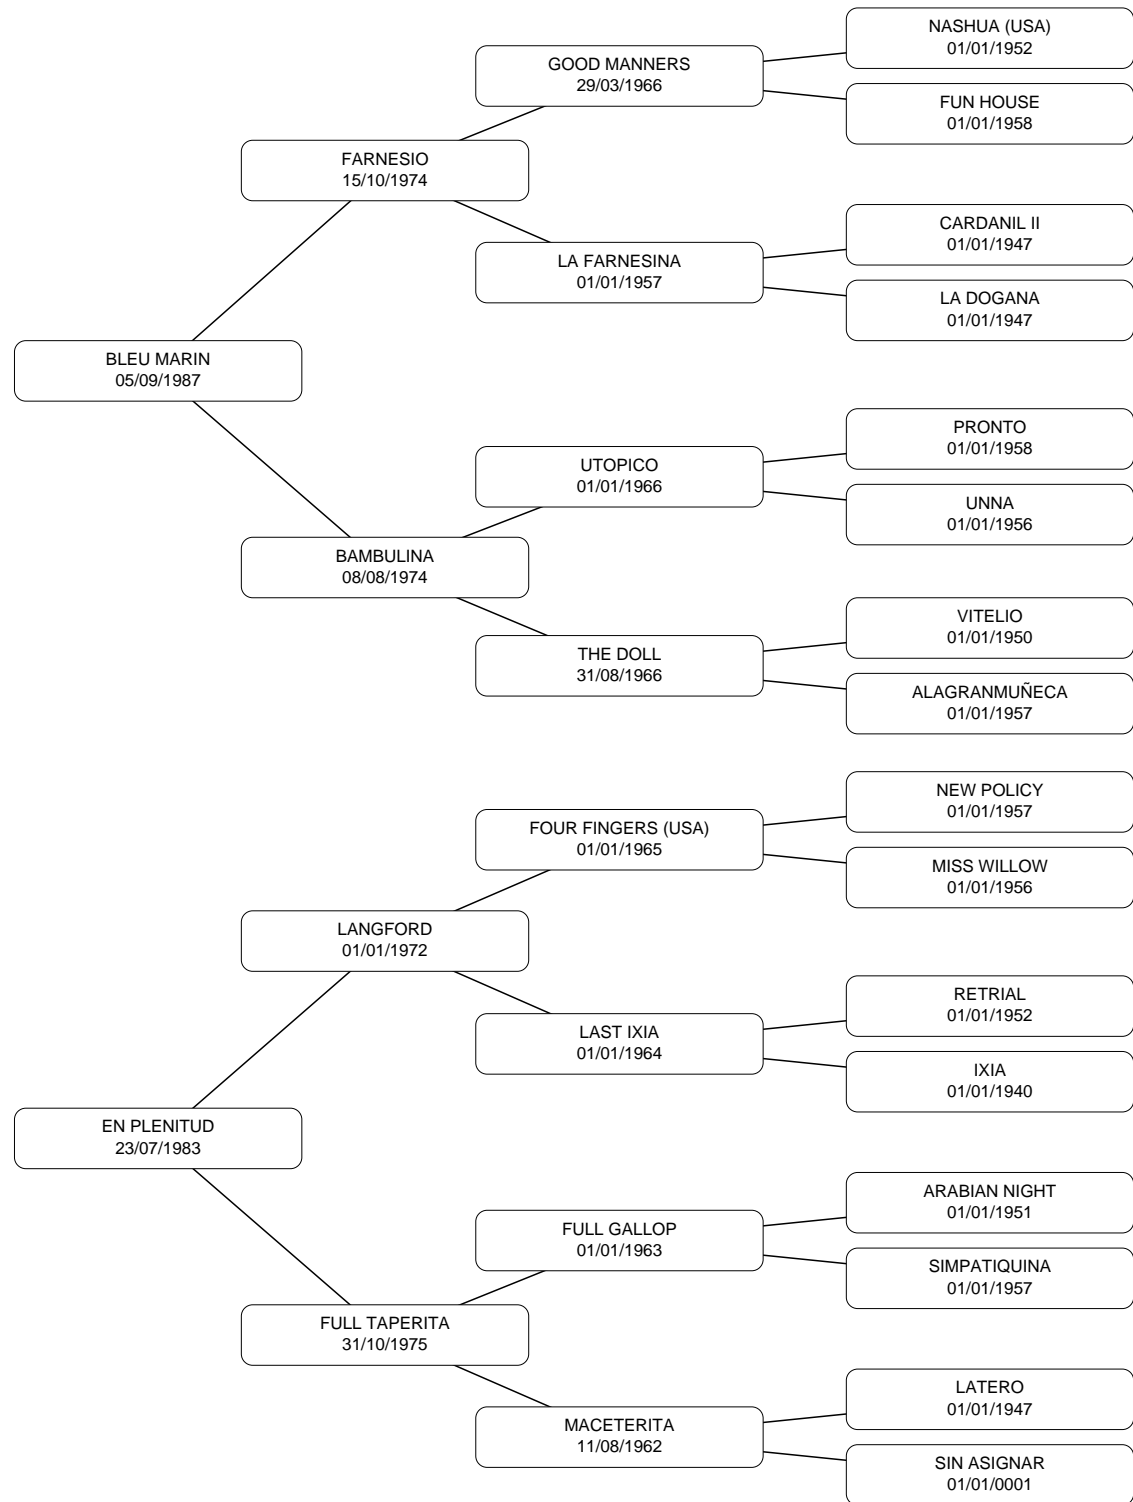 NASHUA (USA)
01/01/1952
GOOD MANNERS
29/03/1966
FUN HOUSE
01/01/1958
FARNESIO
15/10/1974
CARDANIL II
01/01/1947
LA FARNESINA
01/01/1957
LA DOGANA
01/01/1947
BLEU MARIN
05/09/1987
PRONTO
01/01/1958
UTOPICO
01/01/1966
UNNA
01/01/1956
BAMBULINA
08/08/1974
VITELIO
01/01/1950
THE DOLL
31/08/1966
ALAGRANMUÑECA
01/01/1957
NEW POLICY
01/01/1957
FOUR FINGERS (USA)
01/01/1965
MISS WILLOW
01/01/1956
LANGFORD
01/01/1972
RETRIAL
01/01/1952
LAST IXIA
01/01/1964
IXIA
01/01/1940
EN PLENITUD
23/07/1983
ARABIAN NIGHT
01/01/1951
FULL GALLOP
01/01/1963
SIMPATIQUINA
01/01/1957
FULL TAPERITA
31/10/1975
LATERO
01/01/1947
MACETERITA
11/08/1962
SIN ASIGNAR
01/01/0001